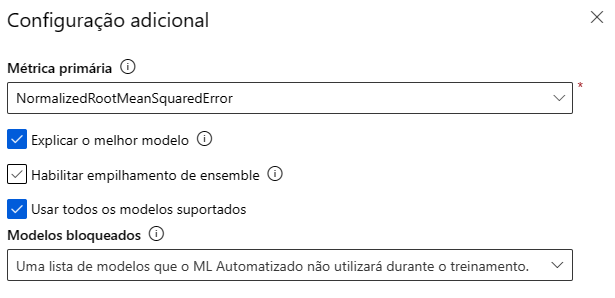 Configuração adicional
Métrica primária
NormalizedRootMeanSquaredError
*
Explicar o melhor modelo
Habilitar empilhamento de ensemble
Usar todos os modelos suportados
Modelos bloqueados
Uma lista de modelos que o ML Automatizado não utilizará durante o treinamento.